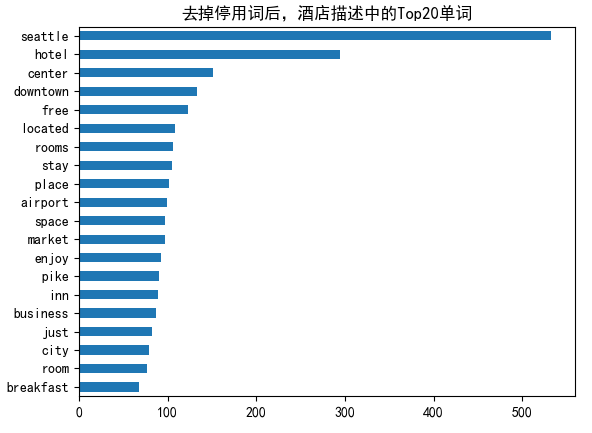 去掉停用词后，酒店描述中的Top20单词
seattle
hotel
center
downtown
free
located
rooms
stay
place
airport
space
market
enjoy
pike
inn
business
just
city
room
breakfast
0 100 200 300 400 500